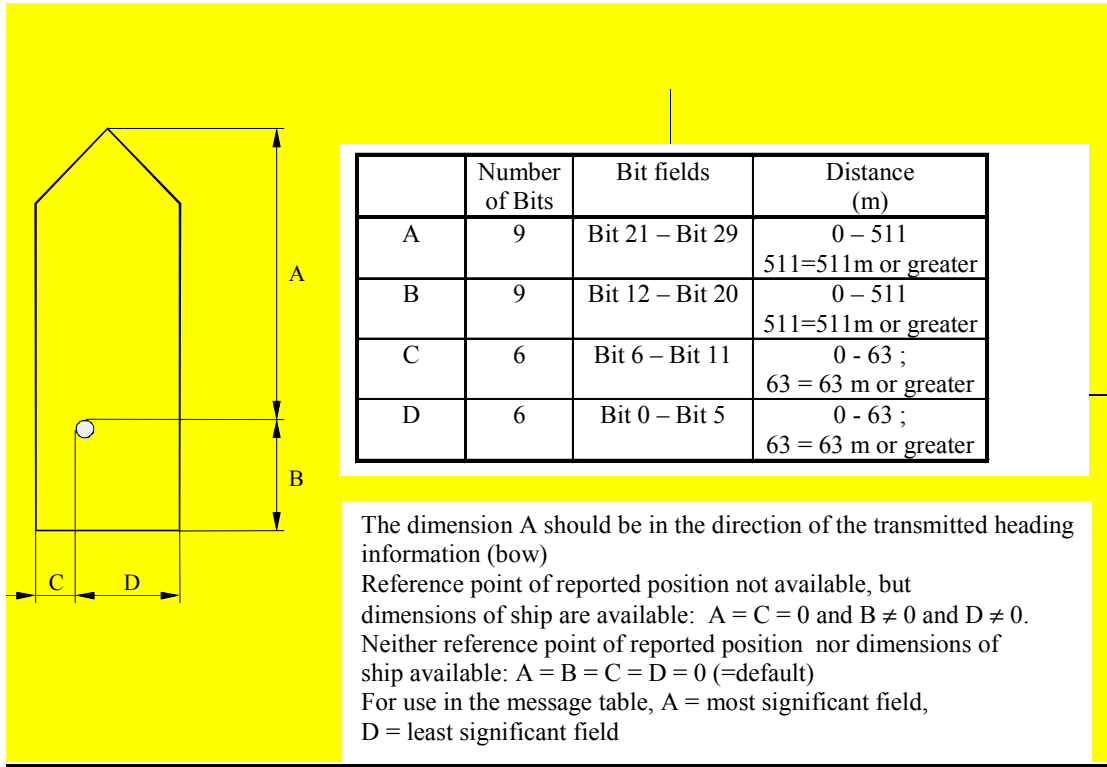 A
B
C D
Number of Bits Bit fields Distance (m)
A 9 Bit 21 – Bit 29 0 – 511
511=511m or greater
B 9 Bit 12 – Bit 20 0 – 511
511=511m or greater
C 6 Bit 6 – Bit 11 0 - 63 ;
63 = 63 m or greater
D 6 Bit 0 – Bit 5 0 - 63 ;
63 = 63 m or greater
The dimension A should be in the direction of the transmitted heading
information (bow)
Reference point of reported position not available, but
dimensions of ship are available: A = C = 0 and B ≠ 0 and D ≠ 0.
Neither reference point of reported position nor dimensions of
ship available: A = B = C = D = 0 (=default)
For use in the message table, A = most significant field,
D = least significant field